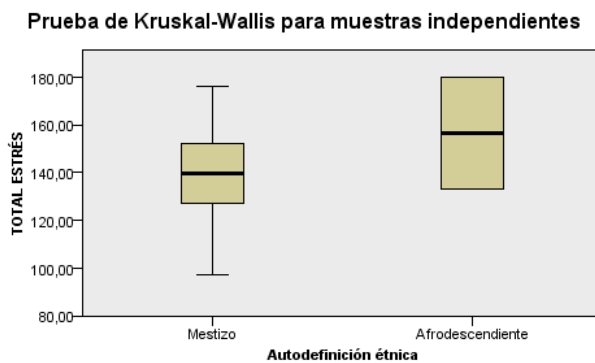 Prueba de Kruskal-Wallis para muestras independientes
180,00
160,00
140,00
120,00
100,00
80,00
TOTAL ESTRÉS
Mestizo
Afrodescendiente
Autodefinición étnica